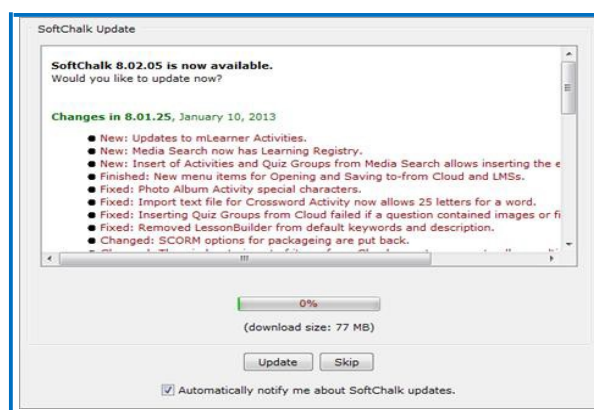 SoftChalk Update
SoftChalk 8.02.05 is now available.
Would you like to update now?
Changes in 8.01.25, January 10, 2013
New: Updates to mLearner Activities.
New: Media Search now has Learning Registry.
New: Insert of Activities and Quiz Groups from Media Search allows inserting the e
Finished: New menu items for Opening and Saving to-from Cloud and LMSs.
Fixed: Photo Album Activity special characters.
Fixed: Import text file for Crossword Activity now allows 25 letters for a word.
Fixed: Inserting Quiz Groups from Cloud failed if a question contained images or fi
Fixed: Removed LessonBuilder from default keywords and description.
Changed: SCORM options for packageing are put back.
0%
(download size: 77 MB)
Update Skip
Automatically notify me about SoftChalk updates.